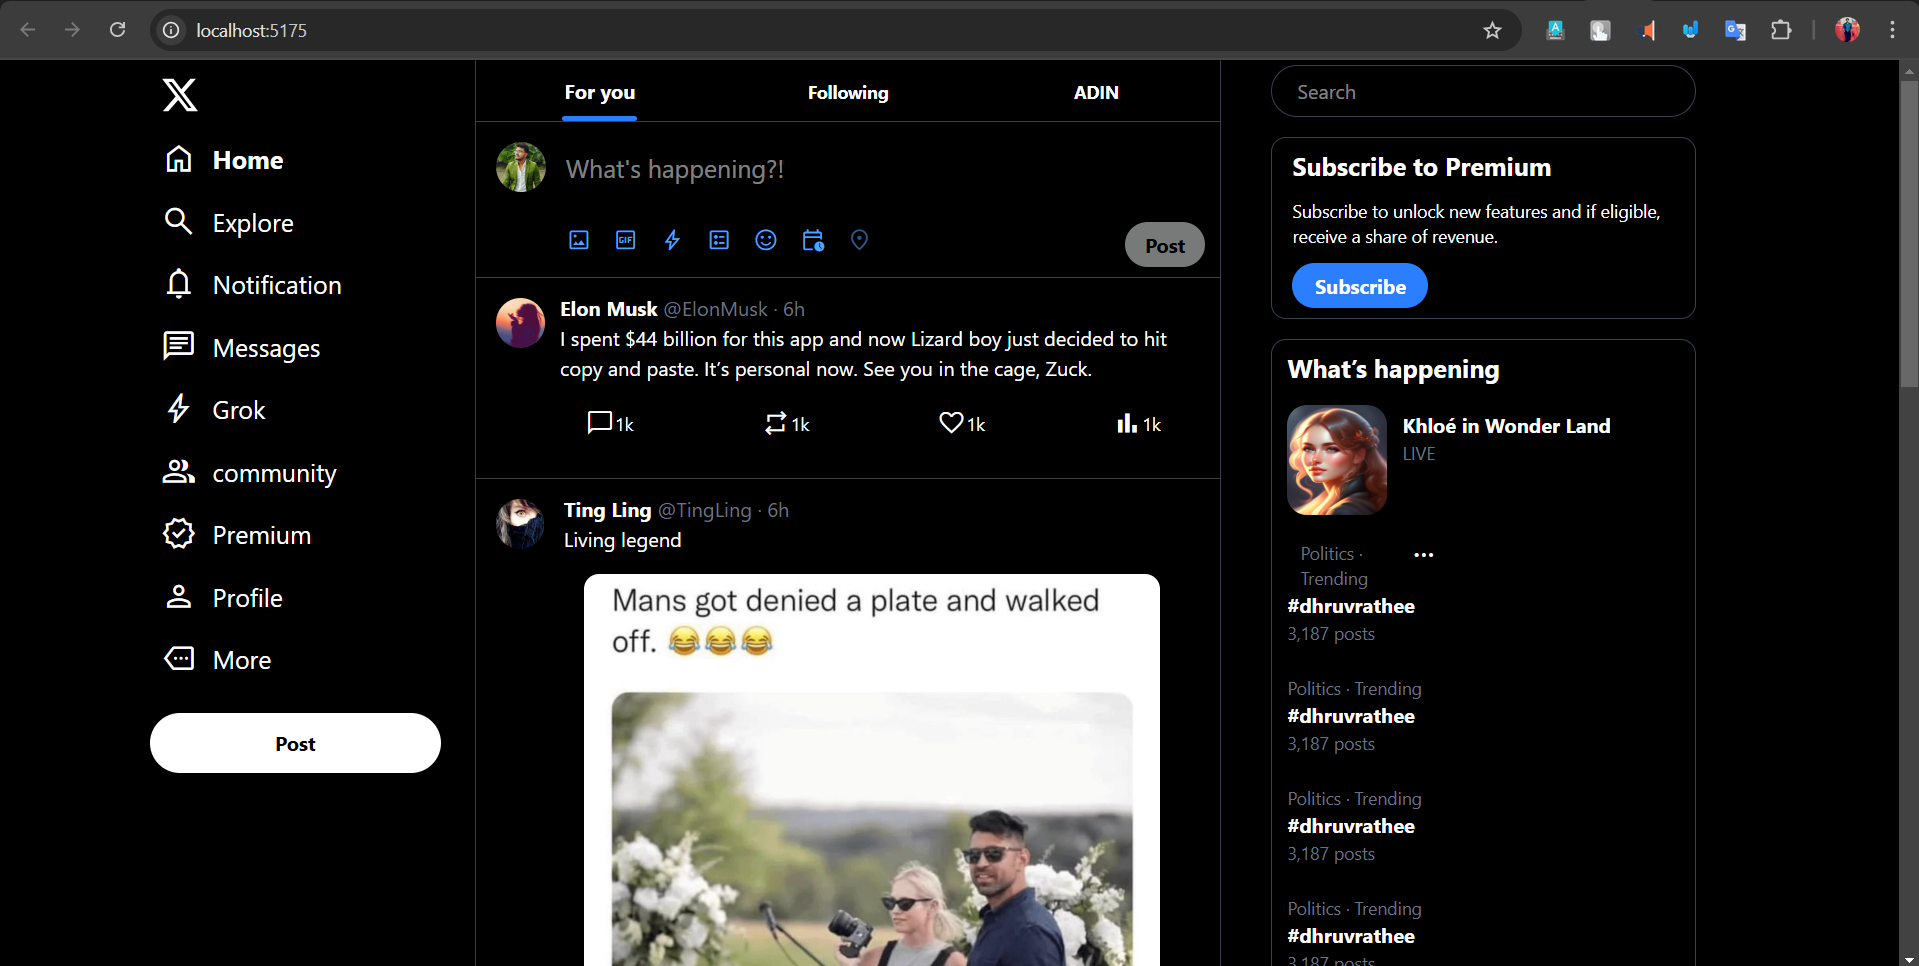 localhost:5175
Home
Explore
Notification
Messages
Grok
community
Premium
Profile
More
Post
For you
Following
ADIN
What's happening?!
GIF
Post
Elon Musk @ElonMusk · 6h
I spent $44 billion for this app and now Lizard boy just decided to hit
copy and paste. It’s personal now. See you in the cage, Zuck.
1k
1k
1k
1k
Ting Ling @TingLing · 6h
Living legend
Mans got denied a plate and walked
off. 😂😂😂
Search
Subscribe to Premium
Subscribe to unlock new features and if eligible,
receive a share of revenue.
Subscribe
What’s happening
Khloé in Wonder Land
LIVE
Politics ·
Trending
#dhruvrathee
3,187 posts
Politics · Trending
#dhruvrathee
3,187 posts
Politics · Trending
#dhruvrathee
3,187 posts
Politics · Trending
#dhruvrathee
3,187 posts